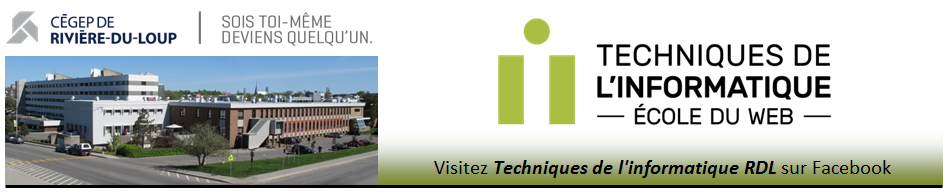 CÉGEP DE
RIVIÈRE-DU-LOUP
SOIS TOI-MÊME
DEVIENS QUELQU'UN.
TECHNIQUES DE
L'INFORMATIQUE
ÉCOLE DU WEB
Visitez Techniques de l'informatique RDL sur Facebook